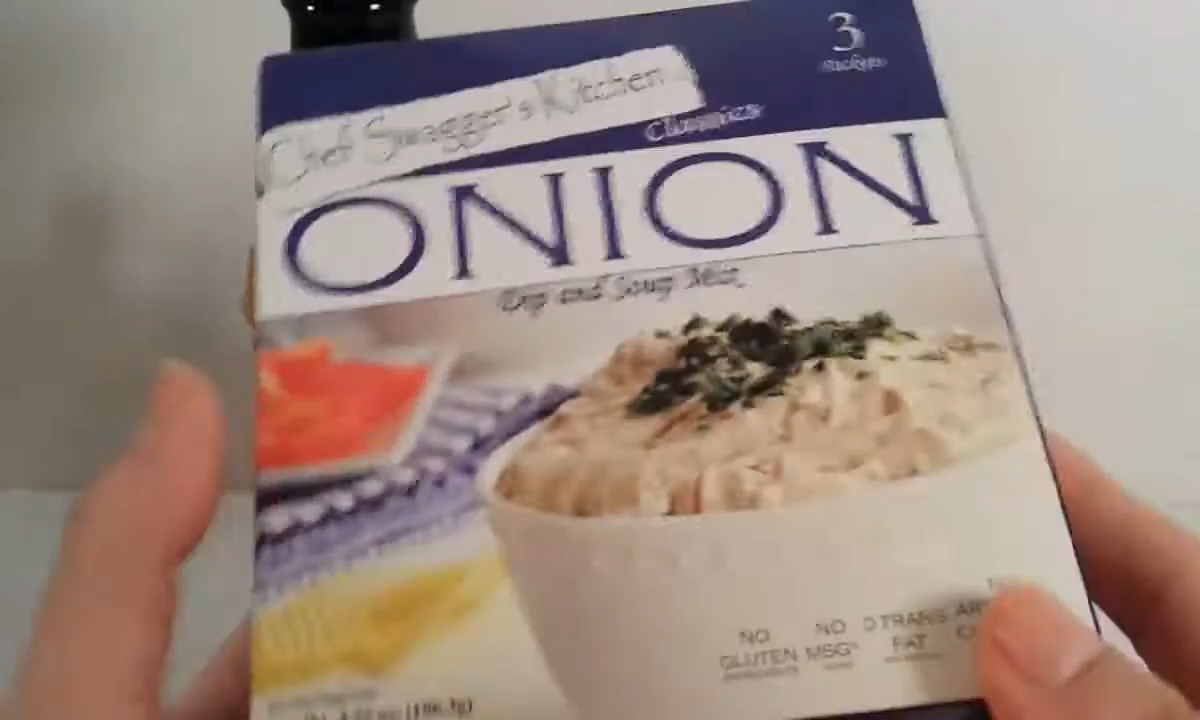 3
Packets
Chef Swagger's Kitchen
Classics
ONION
Dip and Soup Mix
NO
GLUTEN
NO
MSG*
0 TRANS
FAT